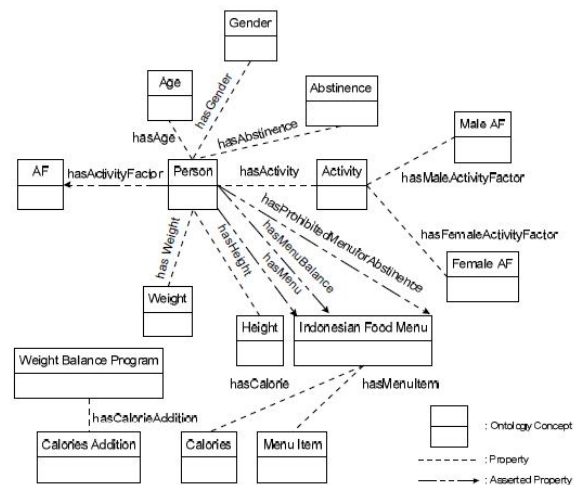 Gender
Age
Abstinence
hasGender
hasAge
hasAbstinence
Male AF
AF
hasActivityFactor
Person
hasActivity
Activity
hasMaleActivityFactor
hasProhibitedMenuforAbstinence
hasFemaleActivityFactor
has Weight
hasHeight
hasMenu
hasMenuBalance
Female AF
Weight
Height
Indonesian Food Menu
Weight Balance Program
hasCalorie
hasMenuItem
hasCalorieAddition
Calories Addition
Calories
Menu Item
: Ontology Concept
: Property
: Asserted Property